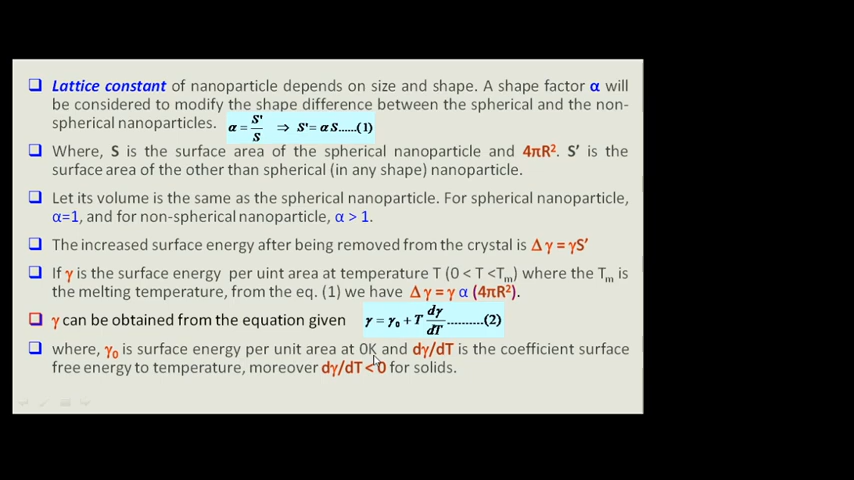 Lattice constant of nanoparticle depends on size and shape. A shape factor α will
be considered to modify the shape difference between the spherical and the non-
spherical nanoparticles. α = S'/S ⇒ S'= α S......(1)
Where, S is the surface area of the spherical nanoparticle and 4πR². S′ is the
surface area of the other than spherical (in any shape) nanoparticle.
Let its volume is the same as the spherical nanoparticle. For spherical nanoparticle,
α=1, and for non-spherical nanoparticle, α > 1.
The increased surface energy after being removed from the crystal is Δ γ = γS′
If γ is the surface energy per uint area at temperature T (0 < T <Tₘ) where the Tₘ is
the melting temperature, from the eq. (1) we have Δ γ = γ α (4πR²).
γ can be obtained from the equation given γ = γ₀ + T dγ/dT ..........(2)
where, γ₀ is surface energy per unit area at 0K and dγ/dT is the coefficient surface
free energy to temperature, moreover dγ/dT < 0 for solids.